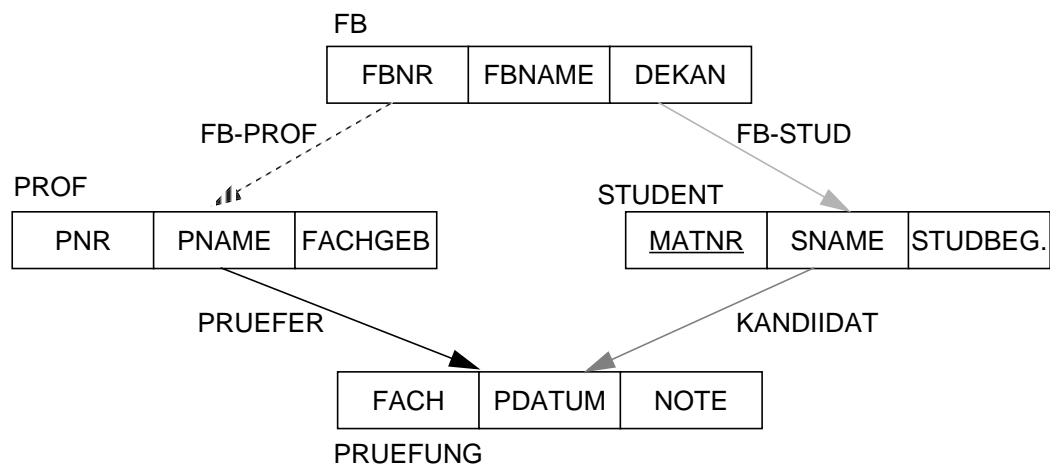 FB
FBNR FBNAME DEKAN
FB-PROF FB-STUD
PROF
STUDENT
PNR PNAME FACHGEB
MATNR SNAME STUDBEG.
PRUEFER KANDIIDAT
FACH PDATUM NOTE
PRUEFUNG